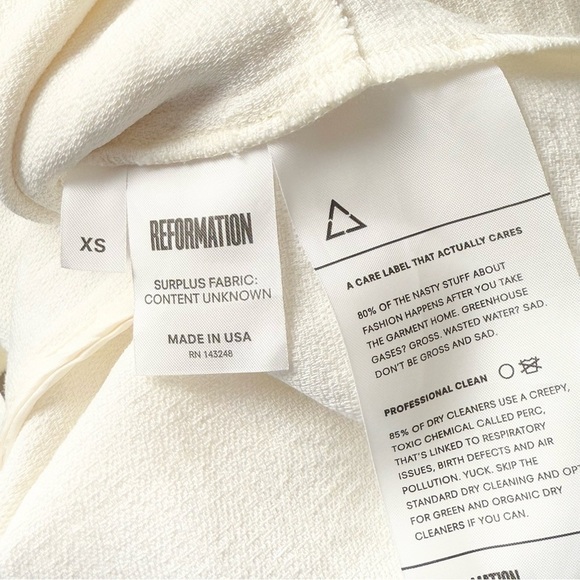 XS
REFORMATION
SURPLUS FABRIC:
CONTENT UNKNOWN
MADE IN USA
RN 143248
A CARE LABEL THAT ACTUALLY CARES
80% OF THE NASTY STUFF ABOUT
FASHION HAPPENS AFTER YOU TAKE
THE GARMENT HOME. GREENHOUSE
GASES? GROSS. WASTED WATER? SAD.
DON'T BE GROSS AND SAD.
PROFESSIONAL CLEAN
85% OF DRY CLEANERS USE A CREEPY,
TOXIC CHEMICAL CALLED PERC,
THAT'S LINKED TO RESPIRATORY
ISSUES, BIRTH DEFECTS AND AIR
POLLUTION. YUCK. SKIP THE
STANDARD DRY CLEANING AND OPT
FOR GREEN AND ORGANIC DRY
CLEANERS IF YOU CAN.